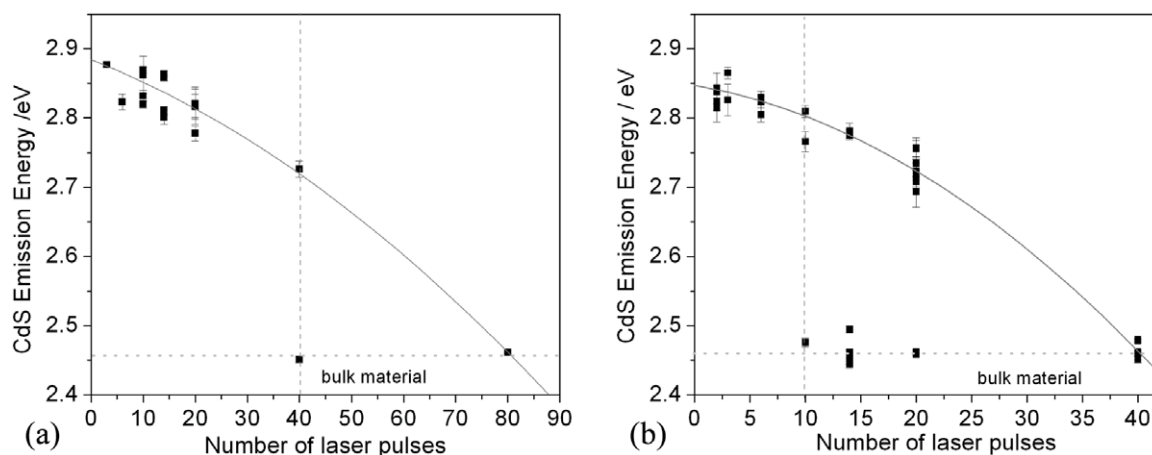 2.9
2.8
2.7
2.6
2.5
2.4
CdS Emission Energy /eV
bulk material
0 10 20 30 40 50 60 70 80 90
(a)
Number of laser pulses
2.9
2.8
2.7
2.6
2.5
2.4
CdS Emission Energy / eV
bulk material
0 5 10 15 20 25 30 35 40
(b)
Number of laser pulses